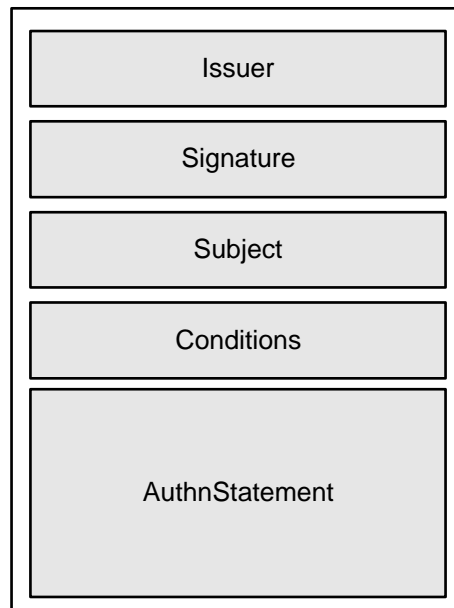 Issuer
Signature
Subject
Conditions
AuthnStatement